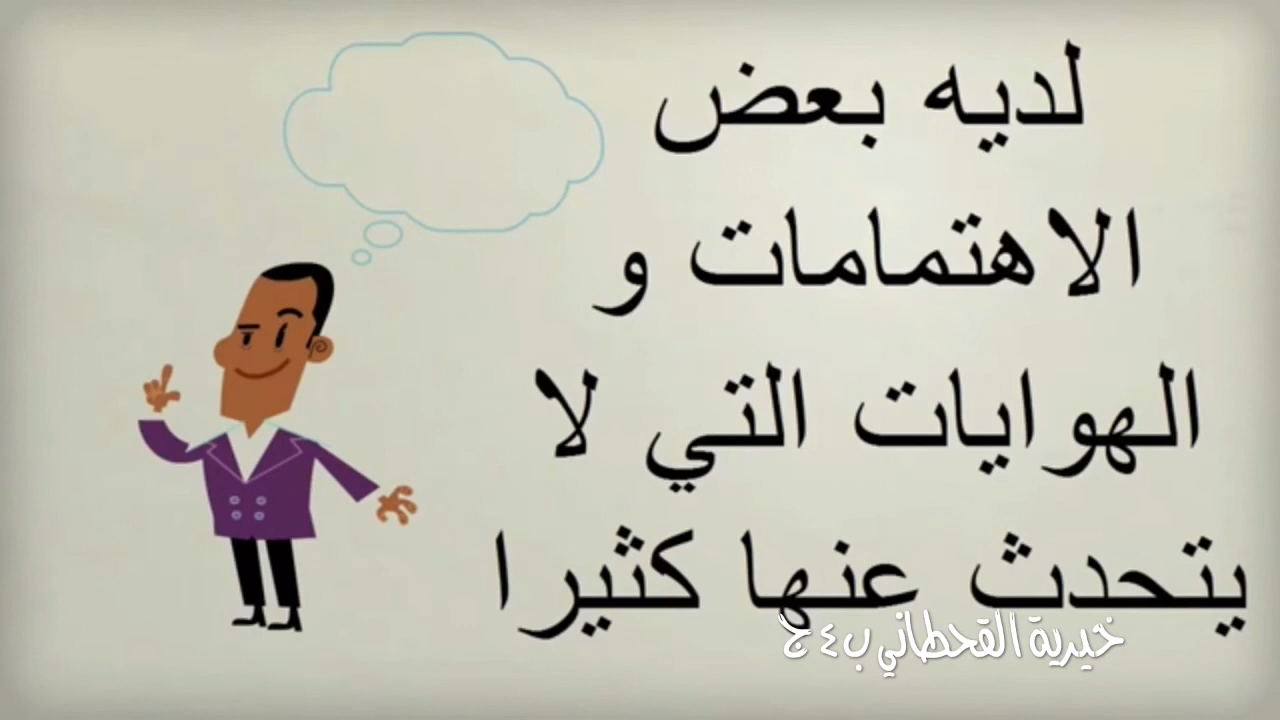 لديه بعض
الاهتمامات و
الهوايات التي لا
يتحدث عنها كثيرا
خيرية القحطاني ب٤ج